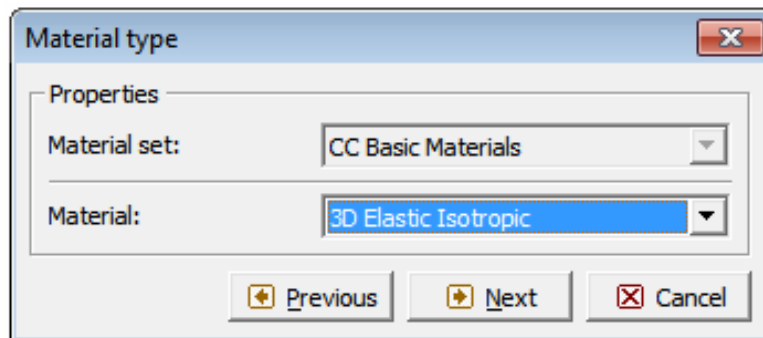 Material type
Properties
Material set: CC Basic Materials
Material: 3D Elastic Isotropic
Previous Next Cancel